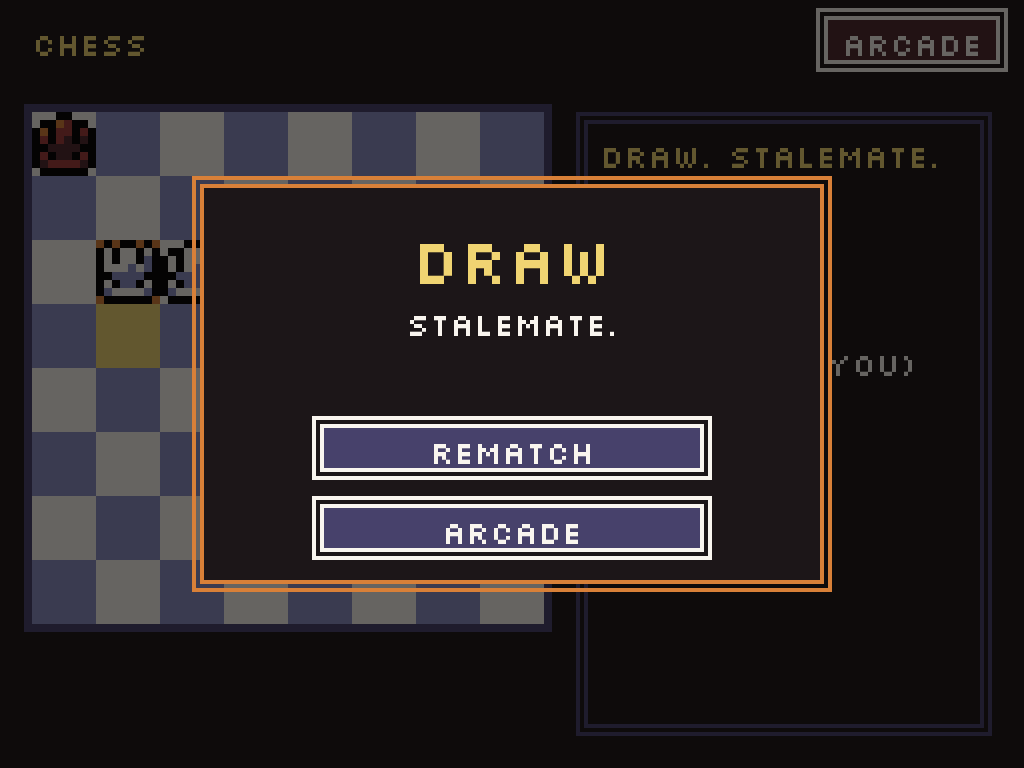 CHESS
ARCADE
DRAW. STALEMATE.
DRAW
STALEMATE.
YOU)
REMATCH
ARCADE